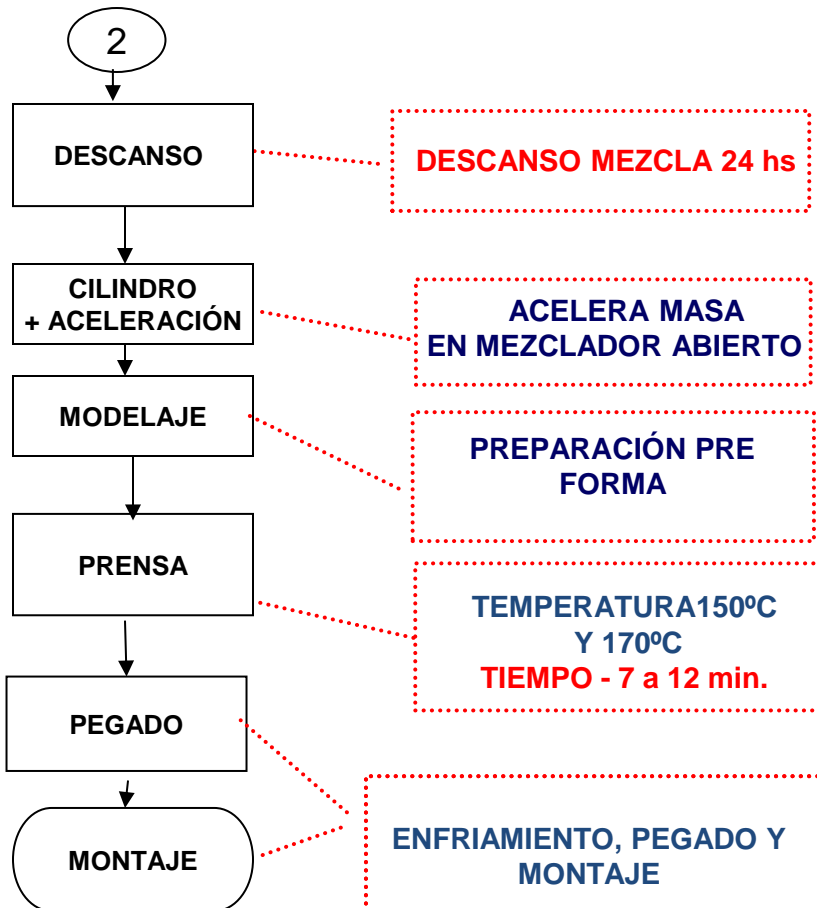 2
DESCANSO
DESCANSO MEZCLA 24 hs
CILINDRO
+ ACELERACIÓN
ACELERA MASA
EN MEZCLADOR ABIERTO
MODELAJE
PREPARACIÓN PRE
FORMA
PRENSA
TEMPERATURA150ºC
Y 170ºC
TIEMPO - 7 a 12 min.
PEGADO
MONTAJE
ENFRIAMIENTO, PEGADO Y
MONTAJE